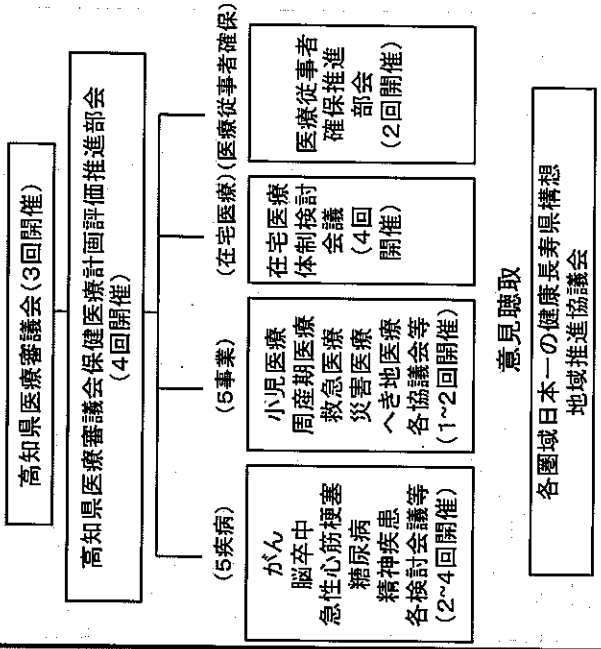 高知県医療審議会(3回開催)
高知県医療審議会保健医療計画評価推進部会
(4回開催)
(5疾病)
(5事業)
(在宅医療)
(医療従事者確保)
がん
脳卒中
急性心筋梗塞
糖尿病
精神疾患
各検討会議等
(2~4回開催)
小児医療
周産期医療
救急医療
災害医療
へき地医療
各協議会等
(1~2回開催)
在宅医療
体制検討
会議
(4回
開催)
医療従事者
確保推進
部会
(2回開催)
意見聴取
各圏域日本一の健康長寿県構想
地域推進協議会